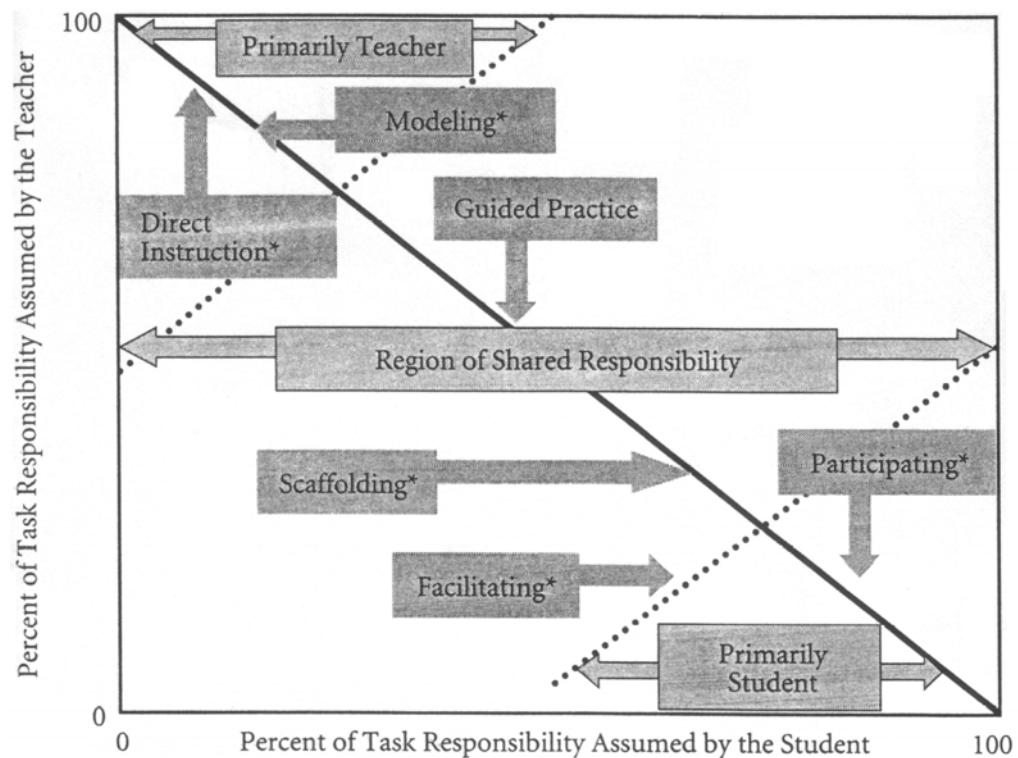 100
Percent of Task Responsibility Assumed by the Teacher
Primarily Teacher
Modeling*
Guided Practice
Direct
Instruction*
Region of Shared Responsibility
Participating*
Scaffolding*
Facilitating*
Primarily
Student
0
0
Percent of Task Responsibility Assumed by the Student
100